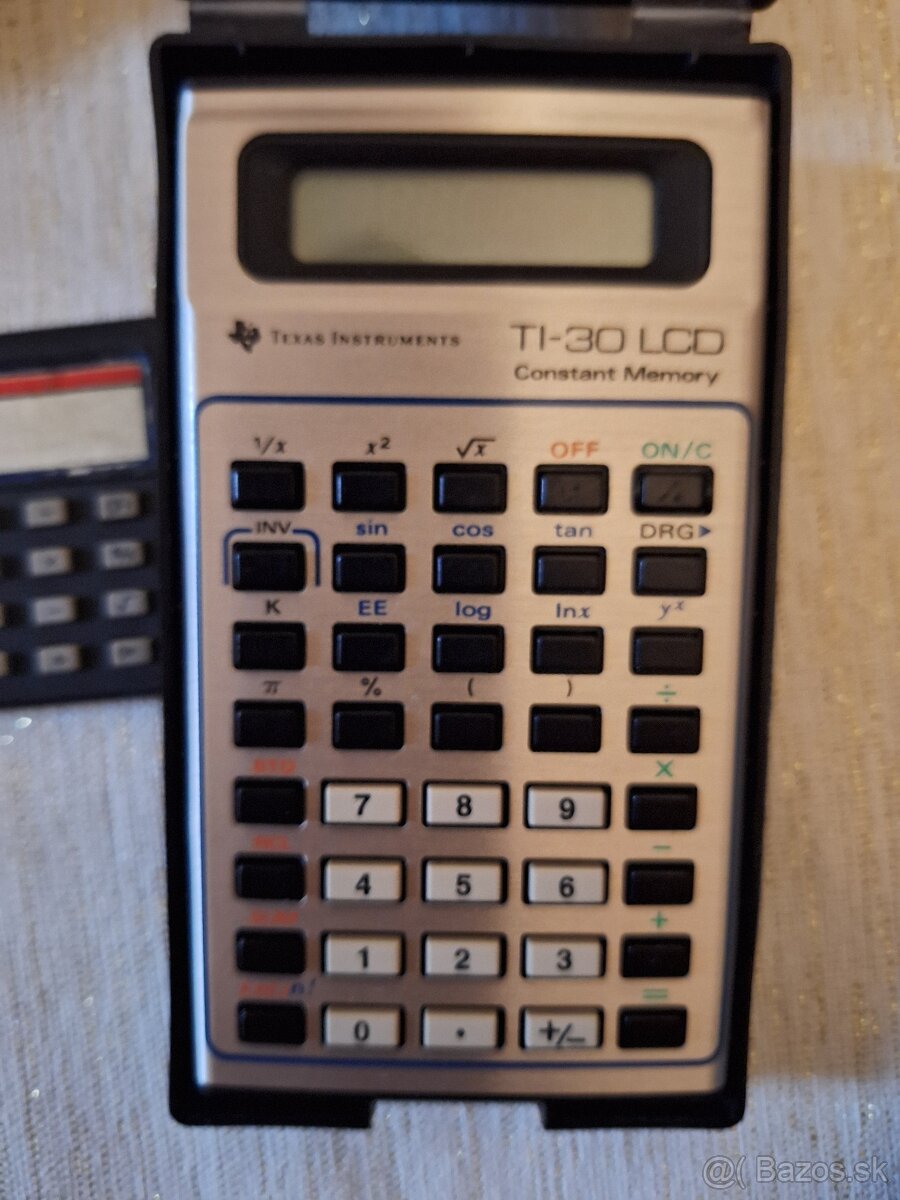 TEXAS INSTRUMENTS TI-30 LCD
Constant Memory
1/x x² √x OFF ON/C
INV sin cos tan DRG►
K EE log lnx yˣ
π % ( ) ÷
STO 7 8 9 ×
4 5 6 −
1 2 3 +
n! =
0 . +/−
@( Bazos.sk